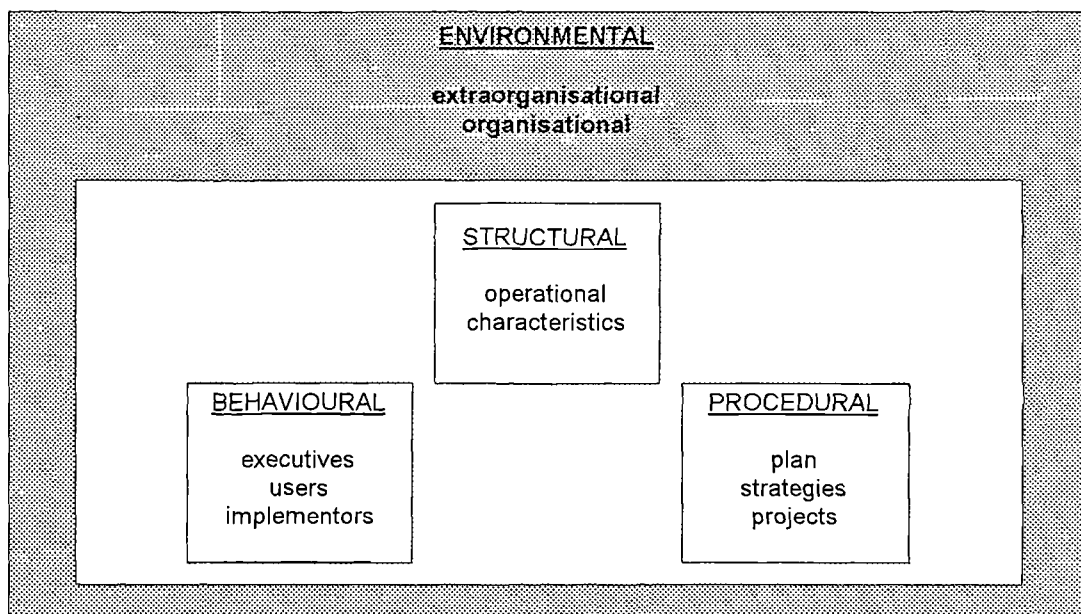 ENVIRONMENTAL
extraorganisational
organisational
STRUCTURAL
operational
characteristics
BEHAVIOURAL
executives
users
implementors
PROCEDURAL
plan
strategies
projects